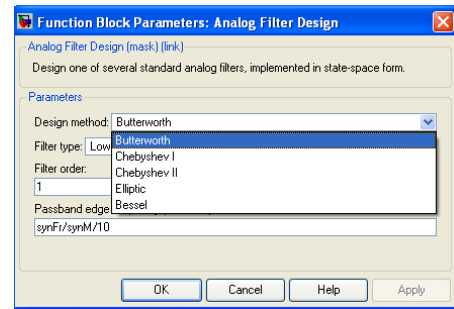 Function Block Parameters: Analog Filter Design
Analog Filter Design (mask) (link)
Design one of several standard analog filters, implemented in state-space form.
Parameters
Design method: Butterworth
Butterworth
Filter type: Low
Chebyshev I
Chebyshev II
Filter order:
Elliptic
1
Bessel
Passband edge
synFr/synM/10
OK Cancel Help Apply